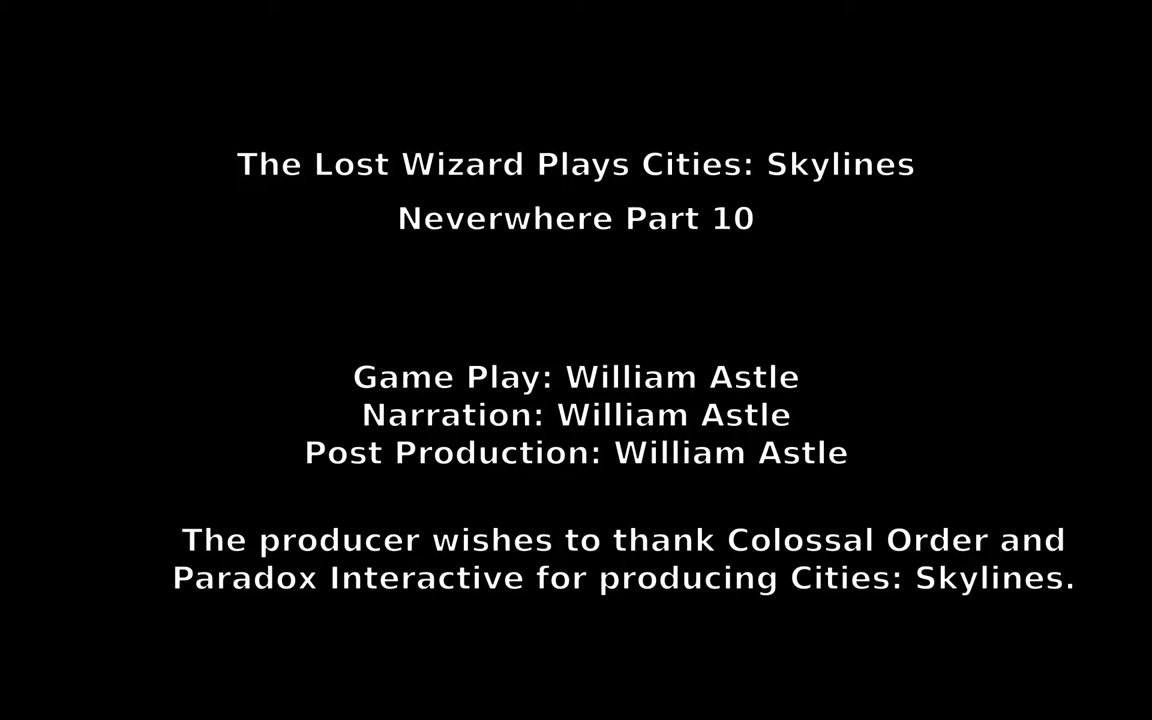 The Lost Wizard Plays Cities: Skylines
Neverwhere Part 10
Game Play: William Astle
Narration: William Astle
Post Production: William Astle
The producer wishes to thank Colossal Order and
Paradox Interactive for producing Cities: Skylines.